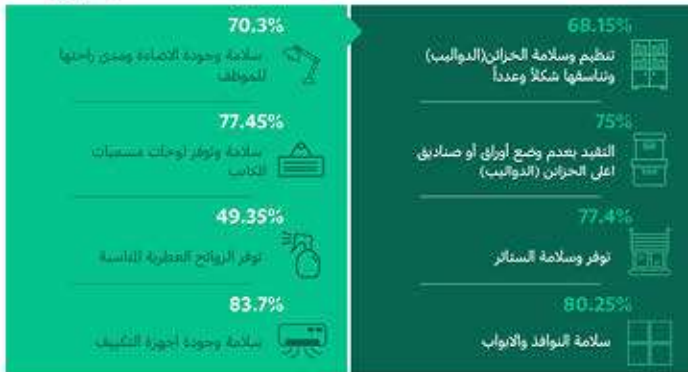 68.15%
تنظيم وسلامة الخزائن(الدواليب)
وتناسقها شكلاً وعدداً
75%
التقيد بعدم وضع أوراق أو صناديق
اعلى الخزائن (الدواليب)
77.4%
توفر وسلامة الستائر
80.25%
سلامة النوافذ والابواب
70.3%
سلامة وجودة الاضاءة ومدى راحتها
للموظف
77.45%
سلامة وتوفر لوحات مسميات
المكاتب
49.35%
توفر الروائح العطرية المناسبة
83.7%
سلامة وجودة أجهزة التكييف